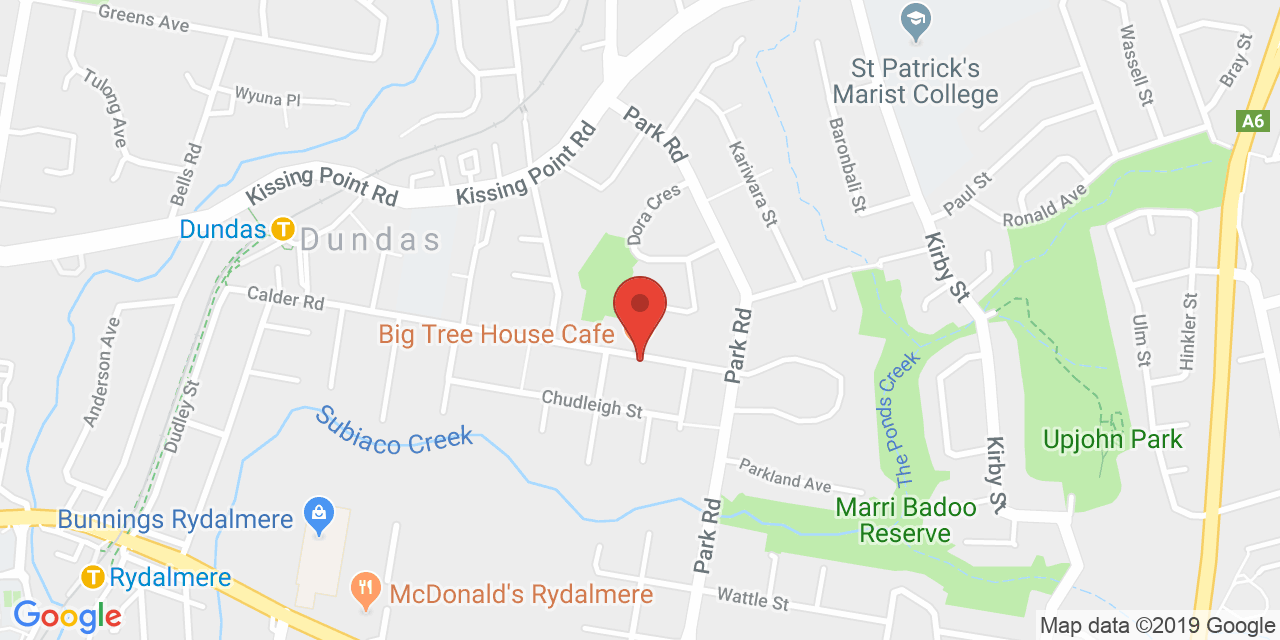 Greens Ave
Tulong Ave
Wyuna Pl
Bells Rd
Kissing Point Rd
Kissing Point Rd
Park Rd
Kariwara St
St Patrick's
Marist College
Baronbali St
Wassell St
Bray St
A6
Paul St
Ronald Ave
Dora Cres
Dundas
T
Dundas
Kirby St
Calder Rd
Big Tree House Cafe
Park Rd
Anderson Ave
Dudley St
Chudleigh St
Subiaco Creek
The Ponds Creek
Ulm St
Hinkler St
Upjohn Park
Kirby St
Parkland Ave
Marri Badoo
Reserve
Park Rd
Bunnings Rydalmere
T
Rydalmere
McDonald's Rydalmere
Wattle St
Google
Map data ©2019 Google